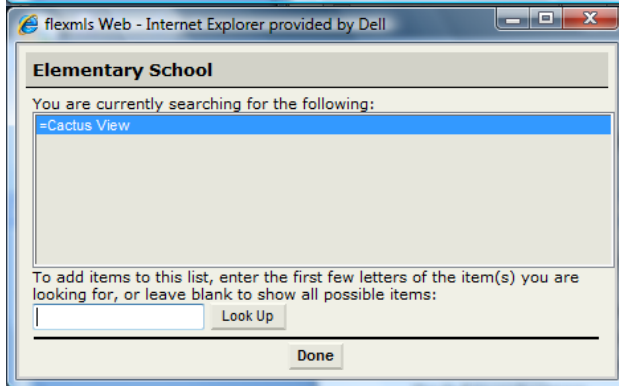 flexmls Web - Internet Explorer provided by Dell
Elementary School
You are currently searching for the following:
=Cactus View
To add items to this list, enter the first few letters of the item(s) you are
looking for, or leave blank to show all possible items:
Look Up
Done